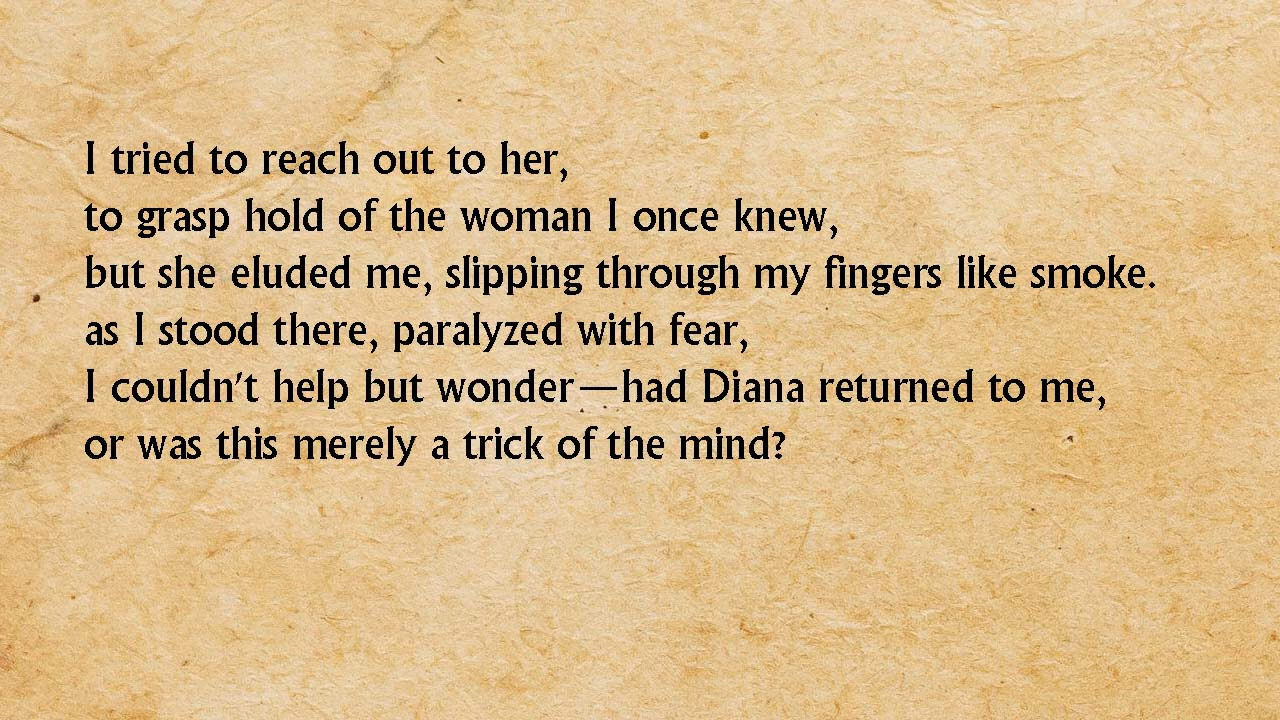 I tried to reach out to her,
to grasp hold of the woman I once knew,
but she eluded me, slipping through my fingers like smoke.
as I stood there, paralyzed with fear,
I couldn't help but wonder—had Diana returned to me,
or was this merely a trick of the mind?